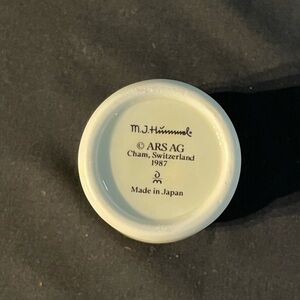 M.J.Hümmel
© ARS AG
Cham, Switzerland
1987
Made in Japan